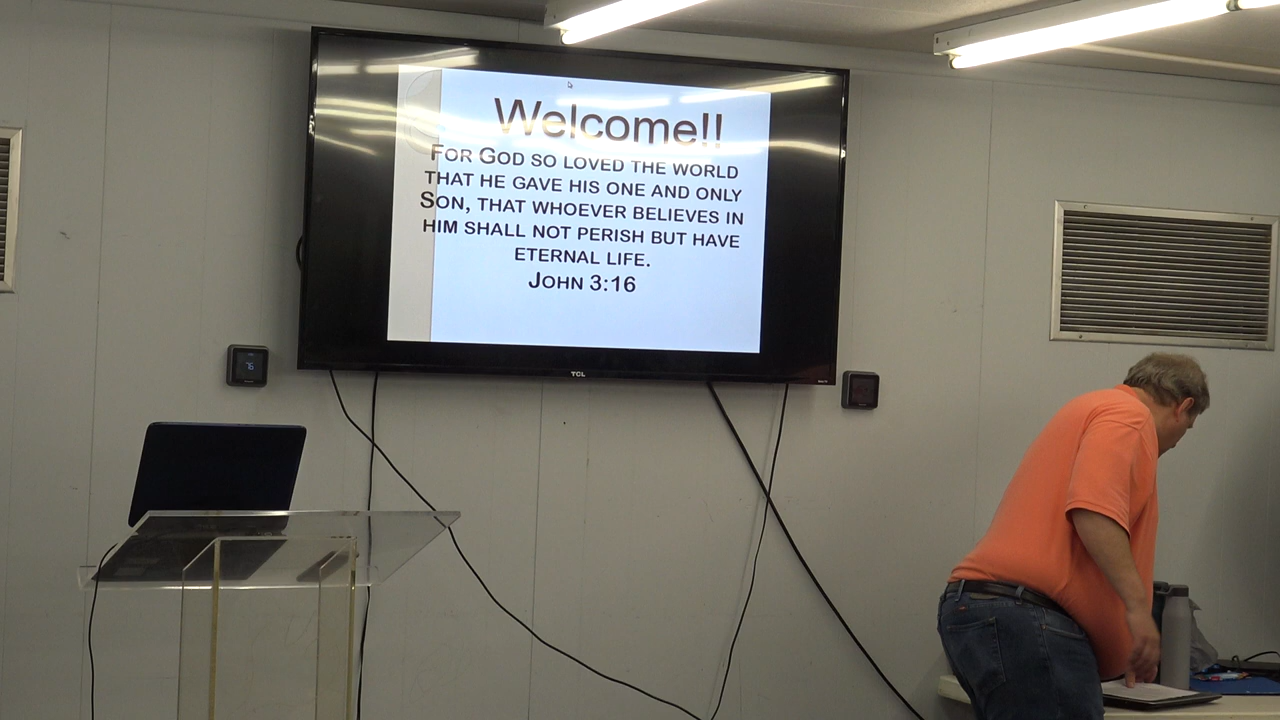 Welcome!!
FOR GOD SO LOVED THE WORLD
THAT HE GAVE HIS ONE AND ONLY
SON, THAT WHOEVER BELIEVES IN
HIM SHALL NOT PERISH BUT HAVE
ETERNAL LIFE.
JOHN 3:16
TCL
76